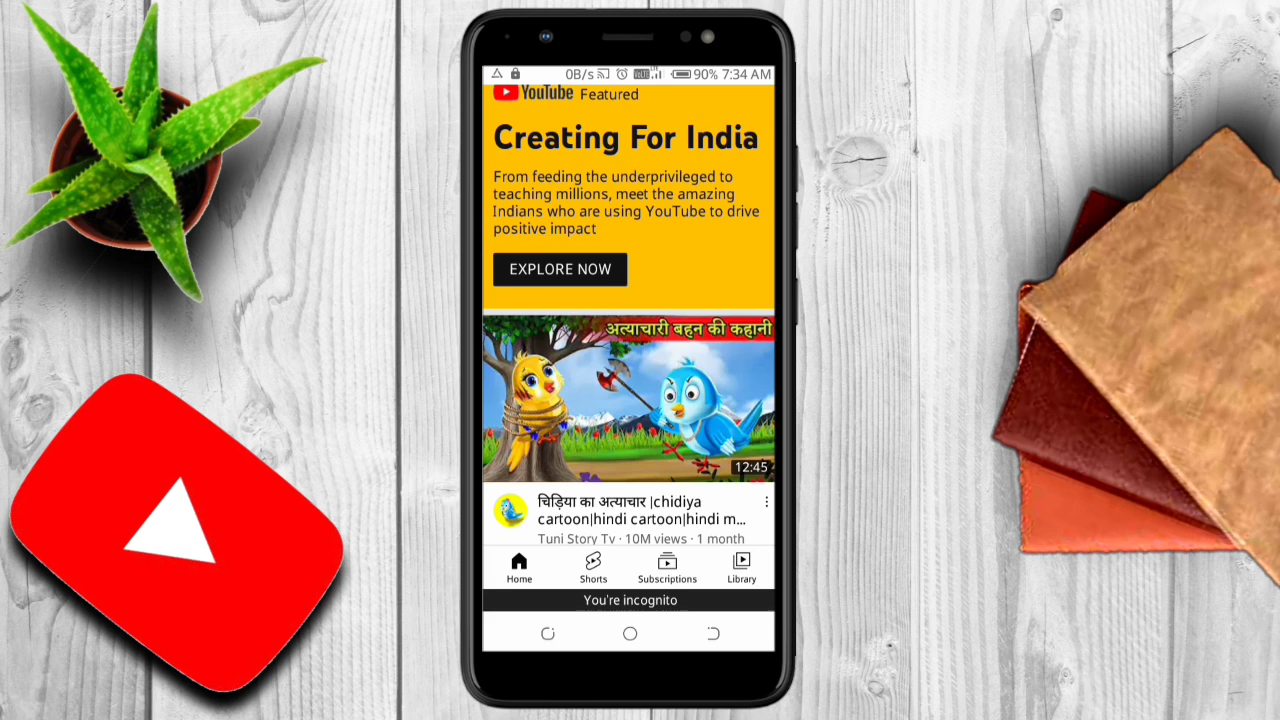 0B/s 90% 7:34 AM
YouTube Featured
Creating For India
From feeding the underprivileged to
teaching millions, meet the amazing
Indians who are using YouTube to drive
positive impact
EXPLORE NOW
अत्याचारी बहन की कहानी
12:45
चिड़िया का अत्याचार |chidiya
cartoon|hindi cartoon|hindi m...
Tuni Story Tv · 10M views · 1 month
Home Shorts Subscriptions Library
You're incognito